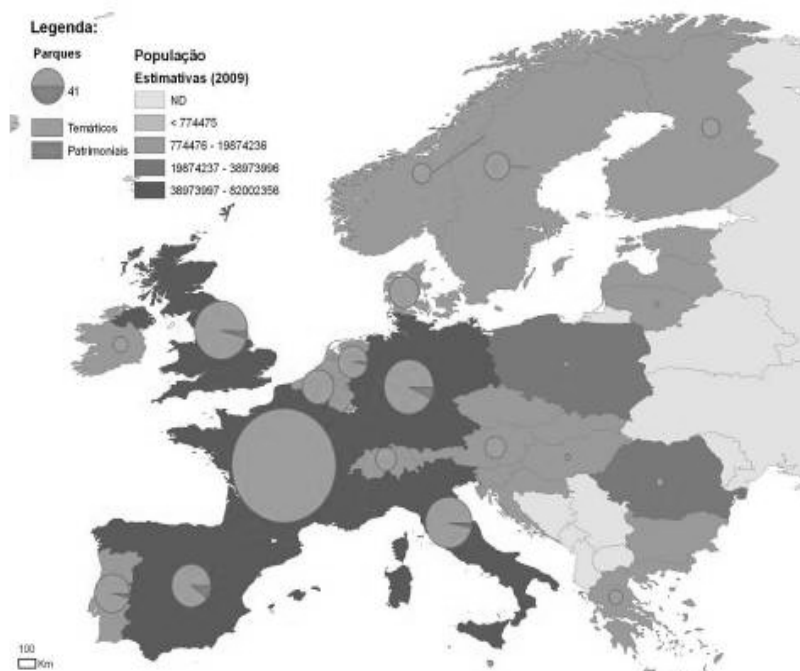 Legenda:
Parques
41
Temáticos
Patrimoniais
População
Estimativas (2009)
ND
< 774475
774476 - 19874236
19874237 - 38973996
38973997 - 82002356
100
Km